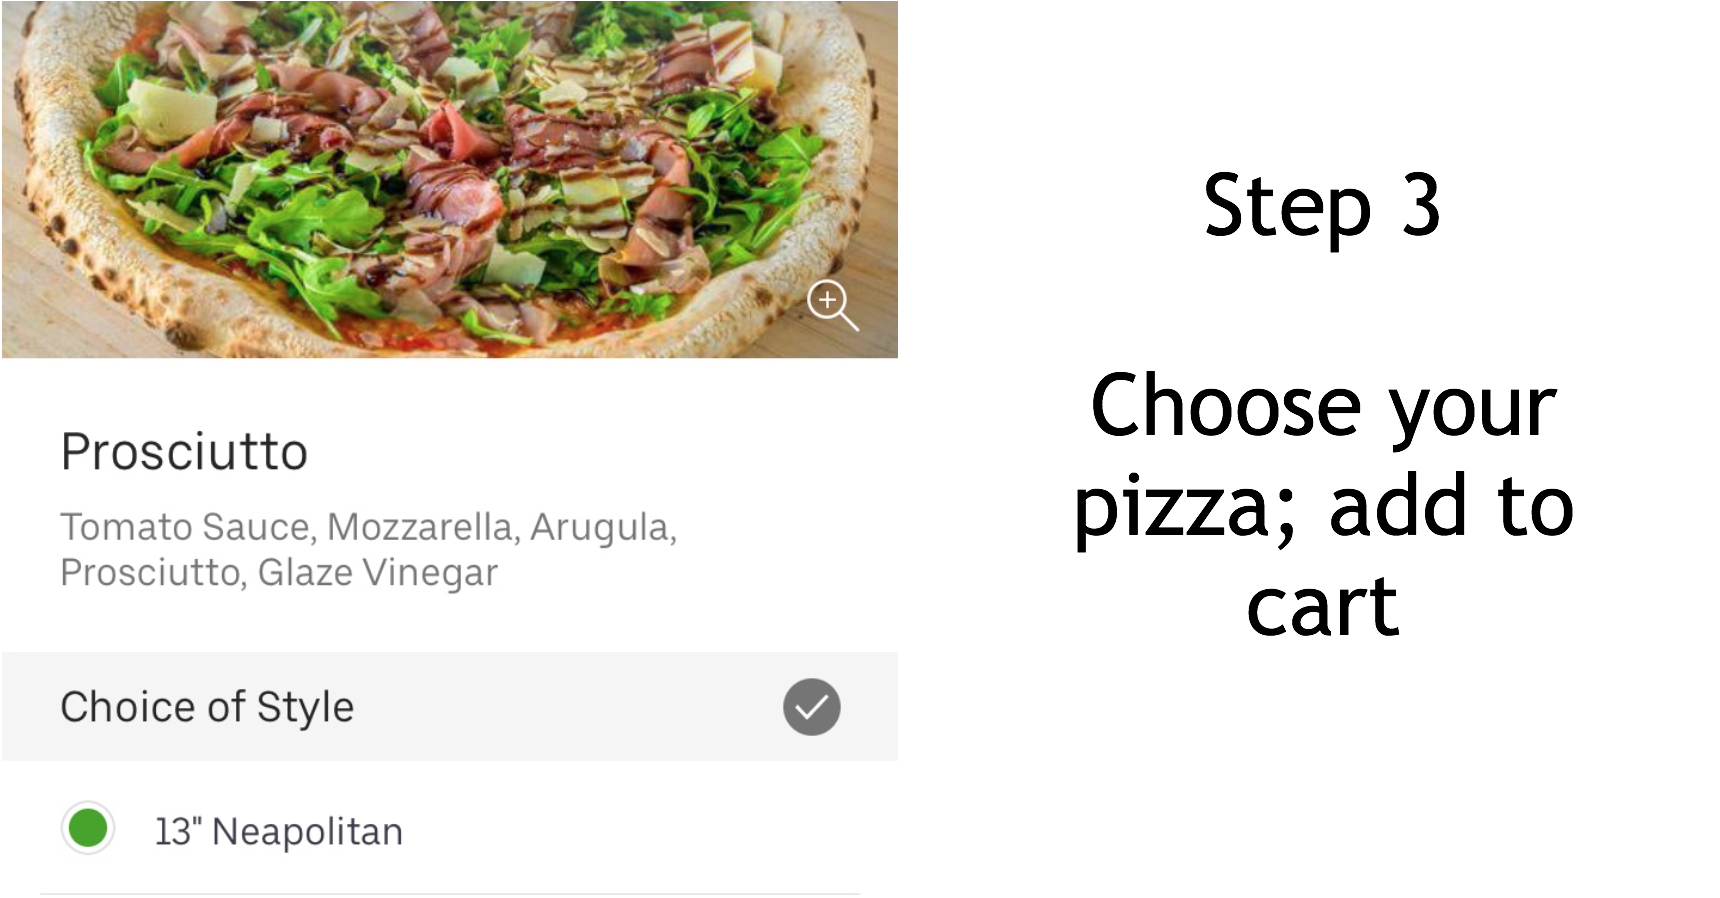 Prosciutto
Tomato Sauce, Mozzarella, Arugula,
Prosciutto, Glaze Vinegar
Choice of Style
13" Neapolitan
Step 3
Choose your
pizza; add to
cart